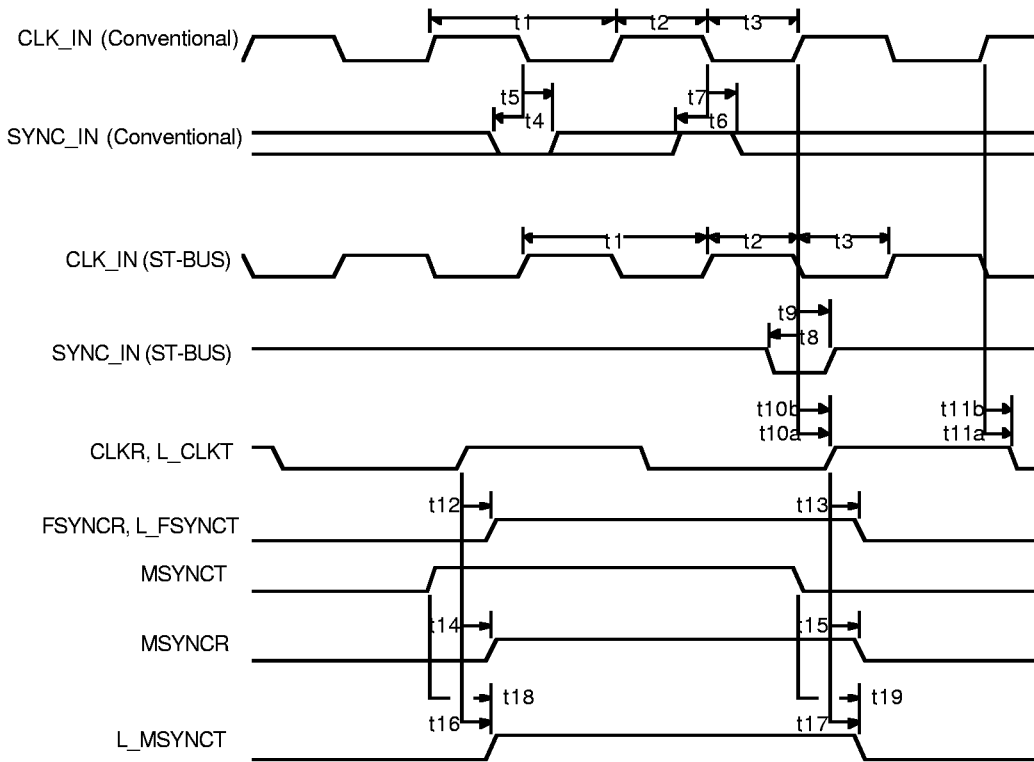 t1 t2 t3
CLK_IN (Conventional)
t5 t7
t4 t6
SYNC_IN (Conventional)
t1 t2 t3
CLK_IN (ST-BUS)
t9
t8
SYNC_IN (ST-BUS)
t10b t11b
t10a t11a
CLKR, L_CLKT
t12 t13
FSYNCR, L_FSYNCT
MSYNCT
t14 t15
MSYNCR
t18 t19
t16 t17
L_MSYNCT